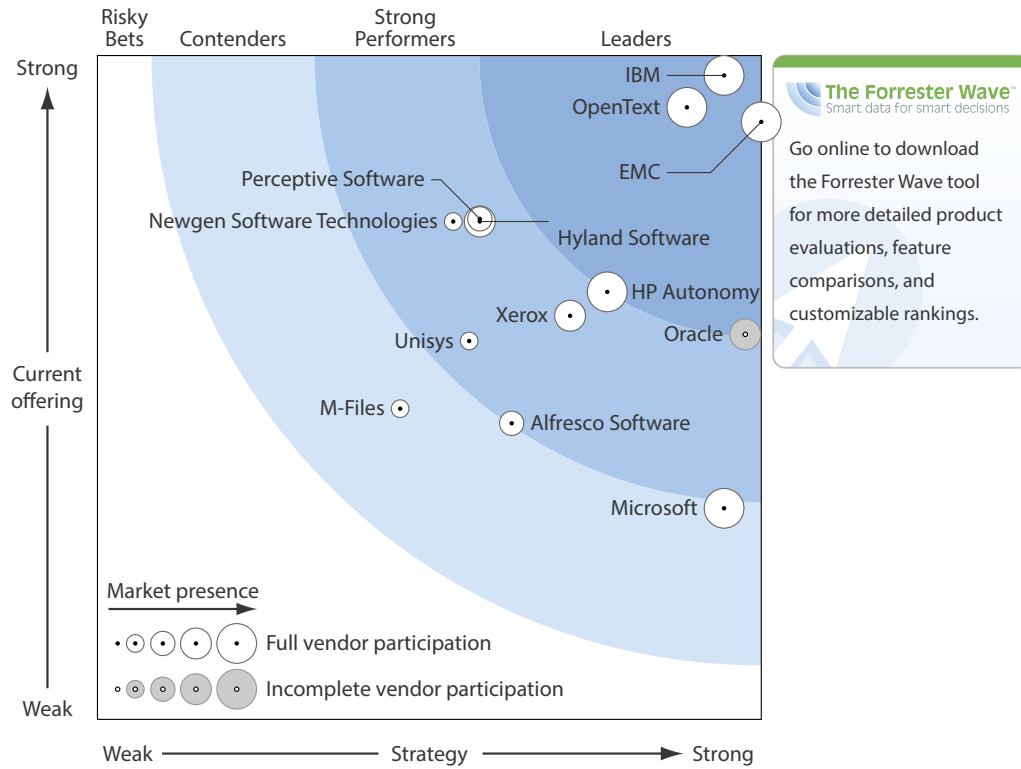 Risky
Bets
Contenders
Strong
Performers
Leaders
Strong
IBM
OpenText
EMC
The Forrester Wave™
Smart data for smart decisions
Go online to download
the Forrester Wave tool
for more detailed product
evaluations, feature
comparisons, and
customizable rankings.
Perceptive Software
Newgen Software Technologies
Hyland Software
HP Autonomy
Xerox
Oracle
Unisys
Current
offering
M-Files
Alfresco Software
Microsoft
Market presence
Full vendor participation
Incomplete vendor participation
Weak
Weak
Strategy
Strong